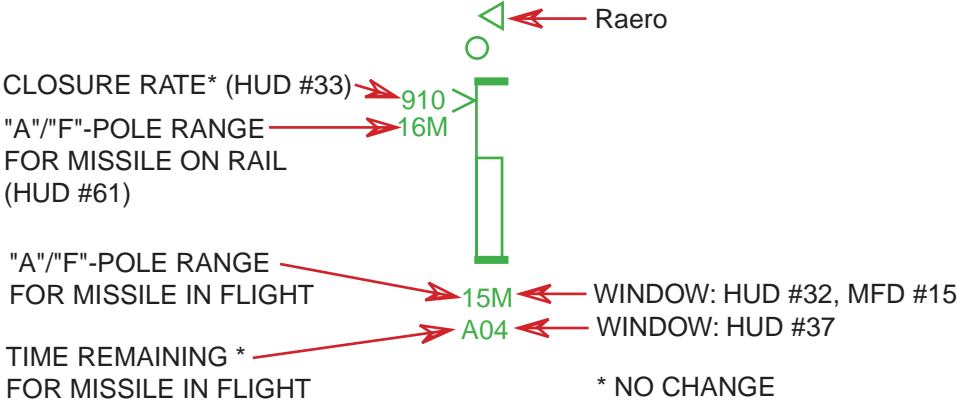 Raero
CLOSURE RATE* (HUD #33)
910
"A"/"F"-POLE RANGE
FOR MISSILE ON RAIL
(HUD #61)
16M
"A"/"F"-POLE RANGE
FOR MISSILE IN FLIGHT
15M
WINDOW: HUD #32, MFD #15
A04
WINDOW: HUD #37
TIME REMAINING *
FOR MISSILE IN FLIGHT
* NO CHANGE